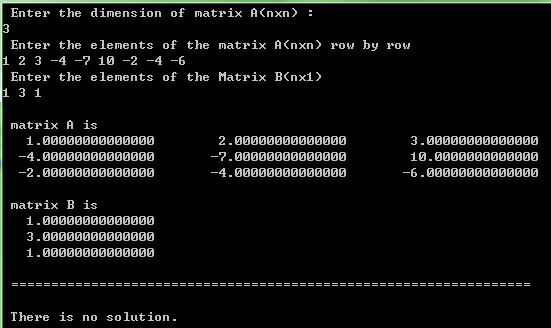 Enter the dimension of matrix A(nxn) :
3
Enter the elements of the matrix A(nxn) row by row
1 2 3 -4 -7 10 -2 -4 -6
Enter the elements of the Matrix B(nx1)
1 3 1
matrix A is
1.00000000000000 2.00000000000000 3.00000000000000
-4.00000000000000 -7.00000000000000 10.00000000000000
-2.00000000000000 -4.00000000000000 -6.00000000000000
matrix B is
1.00000000000000
3.00000000000000
1.00000000000000
=================================================================
There is no solution.